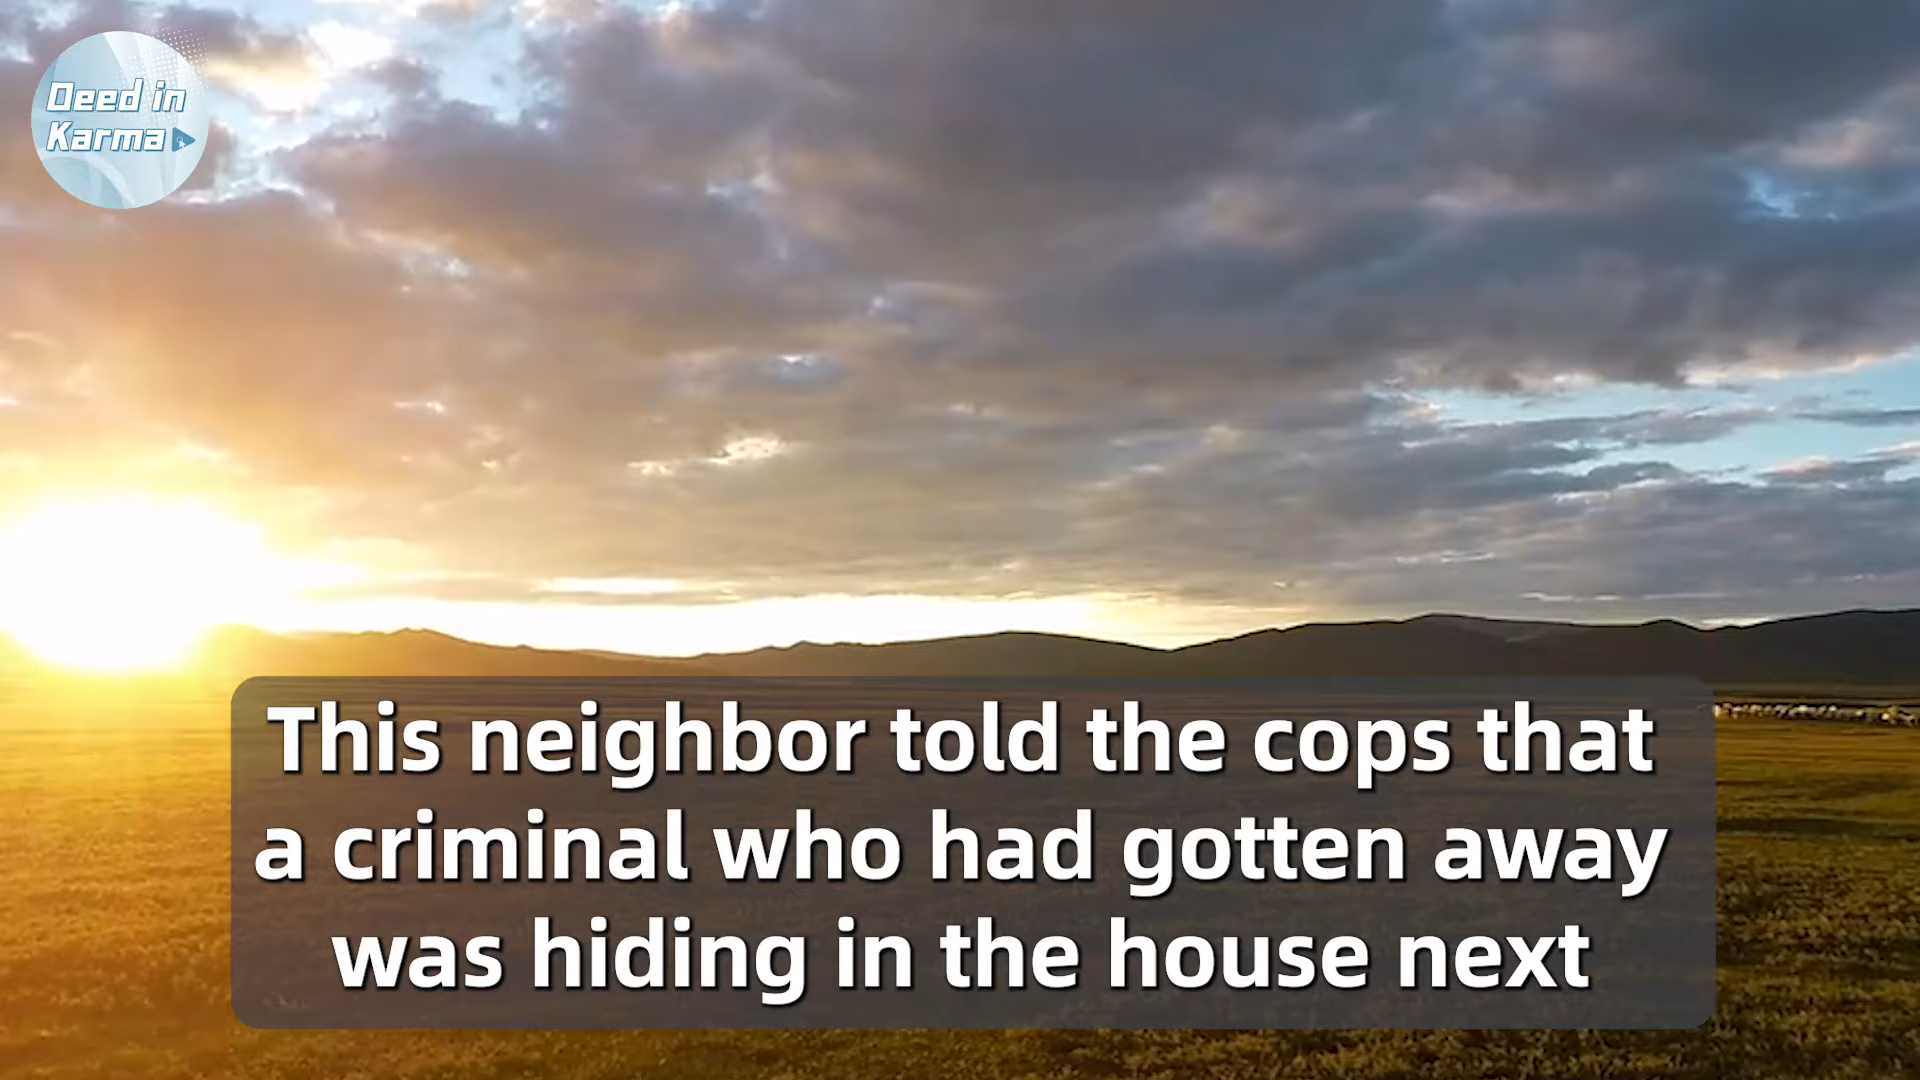 Deed in
Karma
This neighbor told the cops that
a criminal who had gotten away
was hiding in the house next